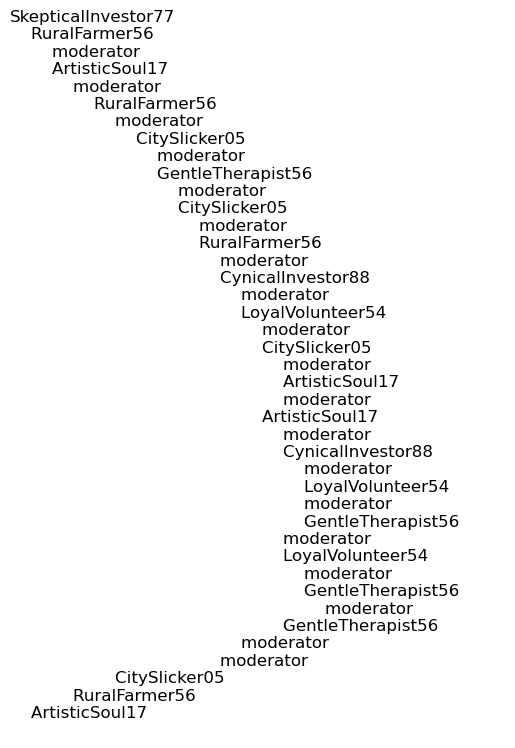 SkepticalInvestor77
RuralFarmer56
moderator
ArtisticSoul17
moderator
RuralFarmer56
moderator
CitySlicker05
moderator
GentleTherapist56
moderator
CitySlicker05
moderator
RuralFarmer56
moderator
CynicalInvestor88
moderator
LoyalVolunteer54
moderator
CitySlicker05
moderator
ArtisticSoul17
moderator
ArtisticSoul17
moderator
CynicalInvestor88
moderator
LoyalVolunteer54
moderator
GentleTherapist56
moderator
LoyalVolunteer54
moderator
GentleTherapist56
moderator
GentleTherapist56
moderator
moderator
CitySlicker05
RuralFarmer56
ArtisticSoul17